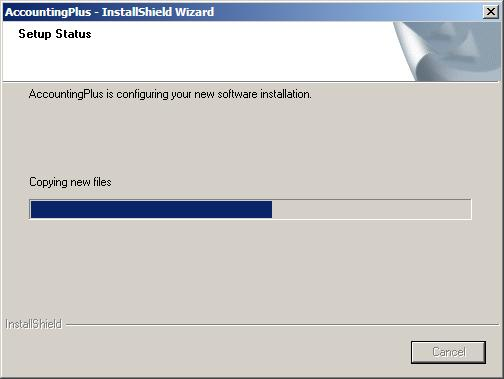 AccountingPlus - InstallShield Wizard
Setup Status
AccountingPlus is configuring your new software installation.
Copying new files
InstallShield
Cancel